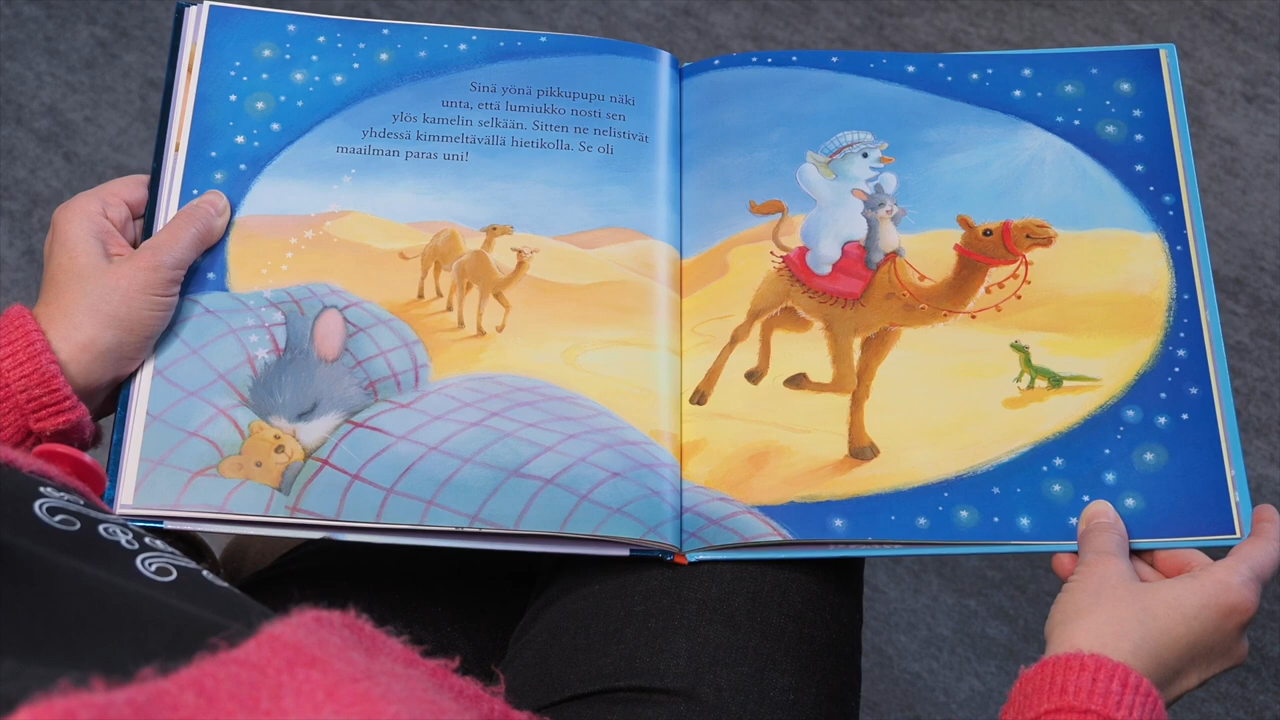 Sinä yönä pikkupupu näki
unta, että lumiukko nosti sen
ylös kamelin selkään. Sitten ne nelistivät
yhdessä kimmeltävällä hietikolla. Se oli
maailman paras uni!